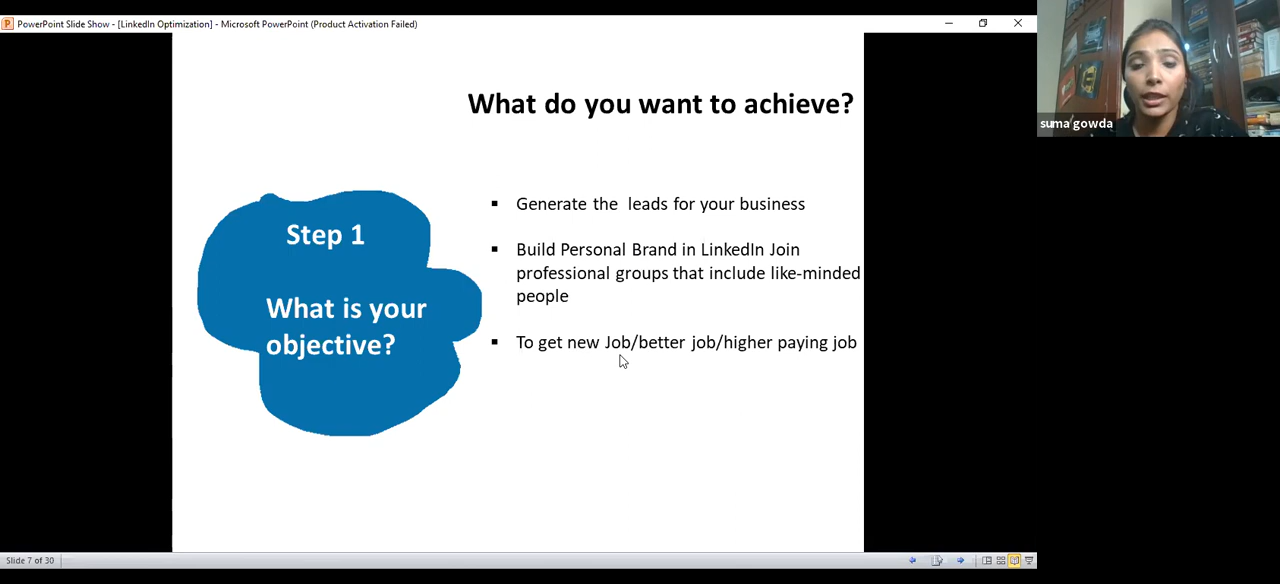 PowerPoint Slide Show - [LinkedIn Optimization] - Microsoft PowerPoint (Product Activation Failed)
suma gowda
What do you want to achieve?
Step 1
What is your
objective?
▪ Generate the  leads for your business
▪ Build Personal Brand in LinkedIn Join
professional groups that include like-minded
people
▪ To get new Job/better job/higher paying job
Slide 7 of 30